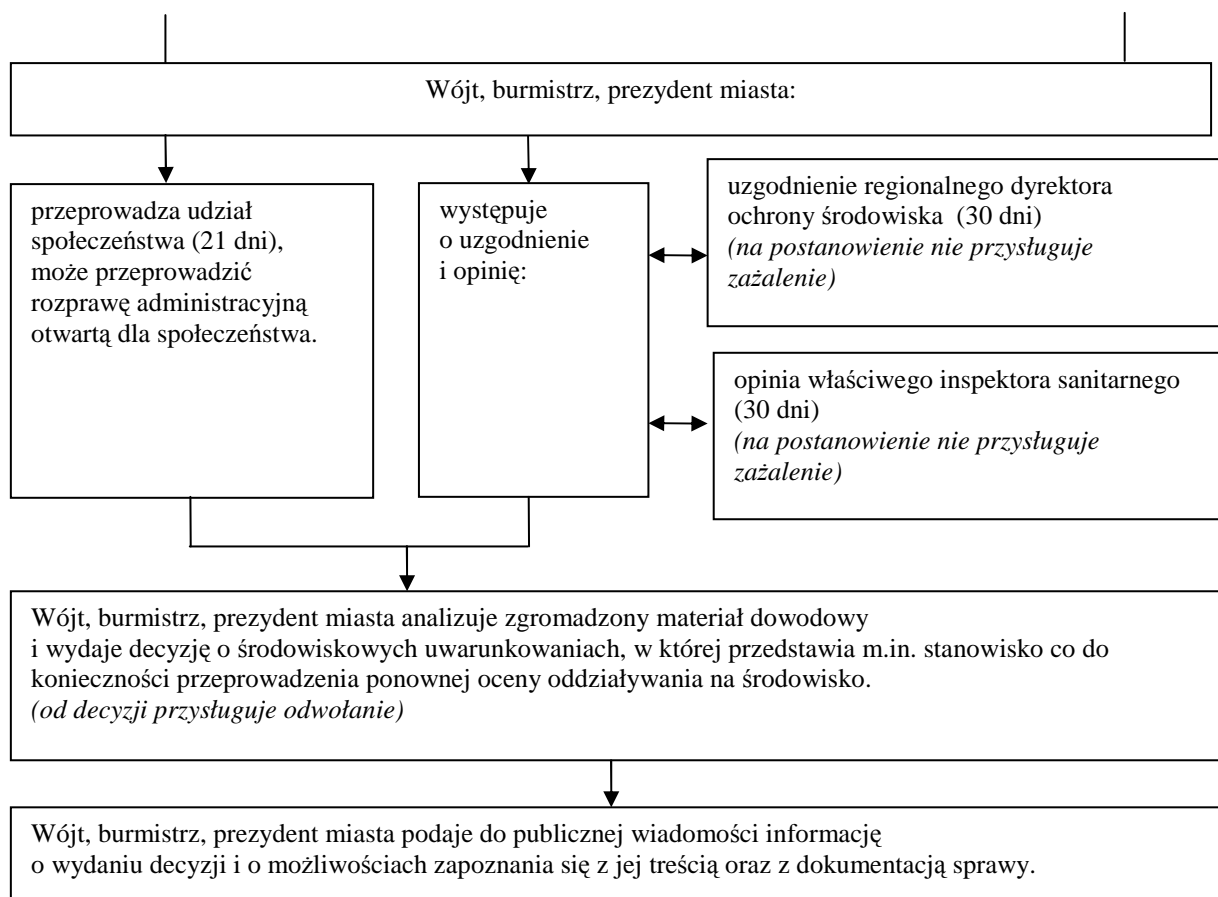 Wójt, burmistrz, prezydent miasta:
przeprowadza udział
społeczeństwa (21 dni),
może przeprowadzić
rozprawę administracyjną
otwartą dla społeczeństwa.
występuje
o uzgodnienie
i opinię:
uzgodnienie regionalnego dyrektora
ochrony środowiska (30 dni)
(na postanowienie nie przysługuje
zażalenie)
opinia właściwego inspektora sanitarnego
(30 dni)
(na postanowienie nie przysługuje
zażalenie)
Wójt, burmistrz, prezydent miasta analizuje zgromadzony materiał dowodowy
i wydaje decyzję o środowiskowych uwarunkowaniach, w której przedstawia m.in. stanowisko co do
konieczności przeprowadzenia ponownej oceny oddziaływania na środowisko.
(od decyzji przysługuje odwołanie)
Wójt, burmistrz, prezydent miasta podaje do publicznej wiadomości informację
o wydaniu decyzji i o możliwościach zapoznania się z jej treścią oraz z dokumentacją sprawy.